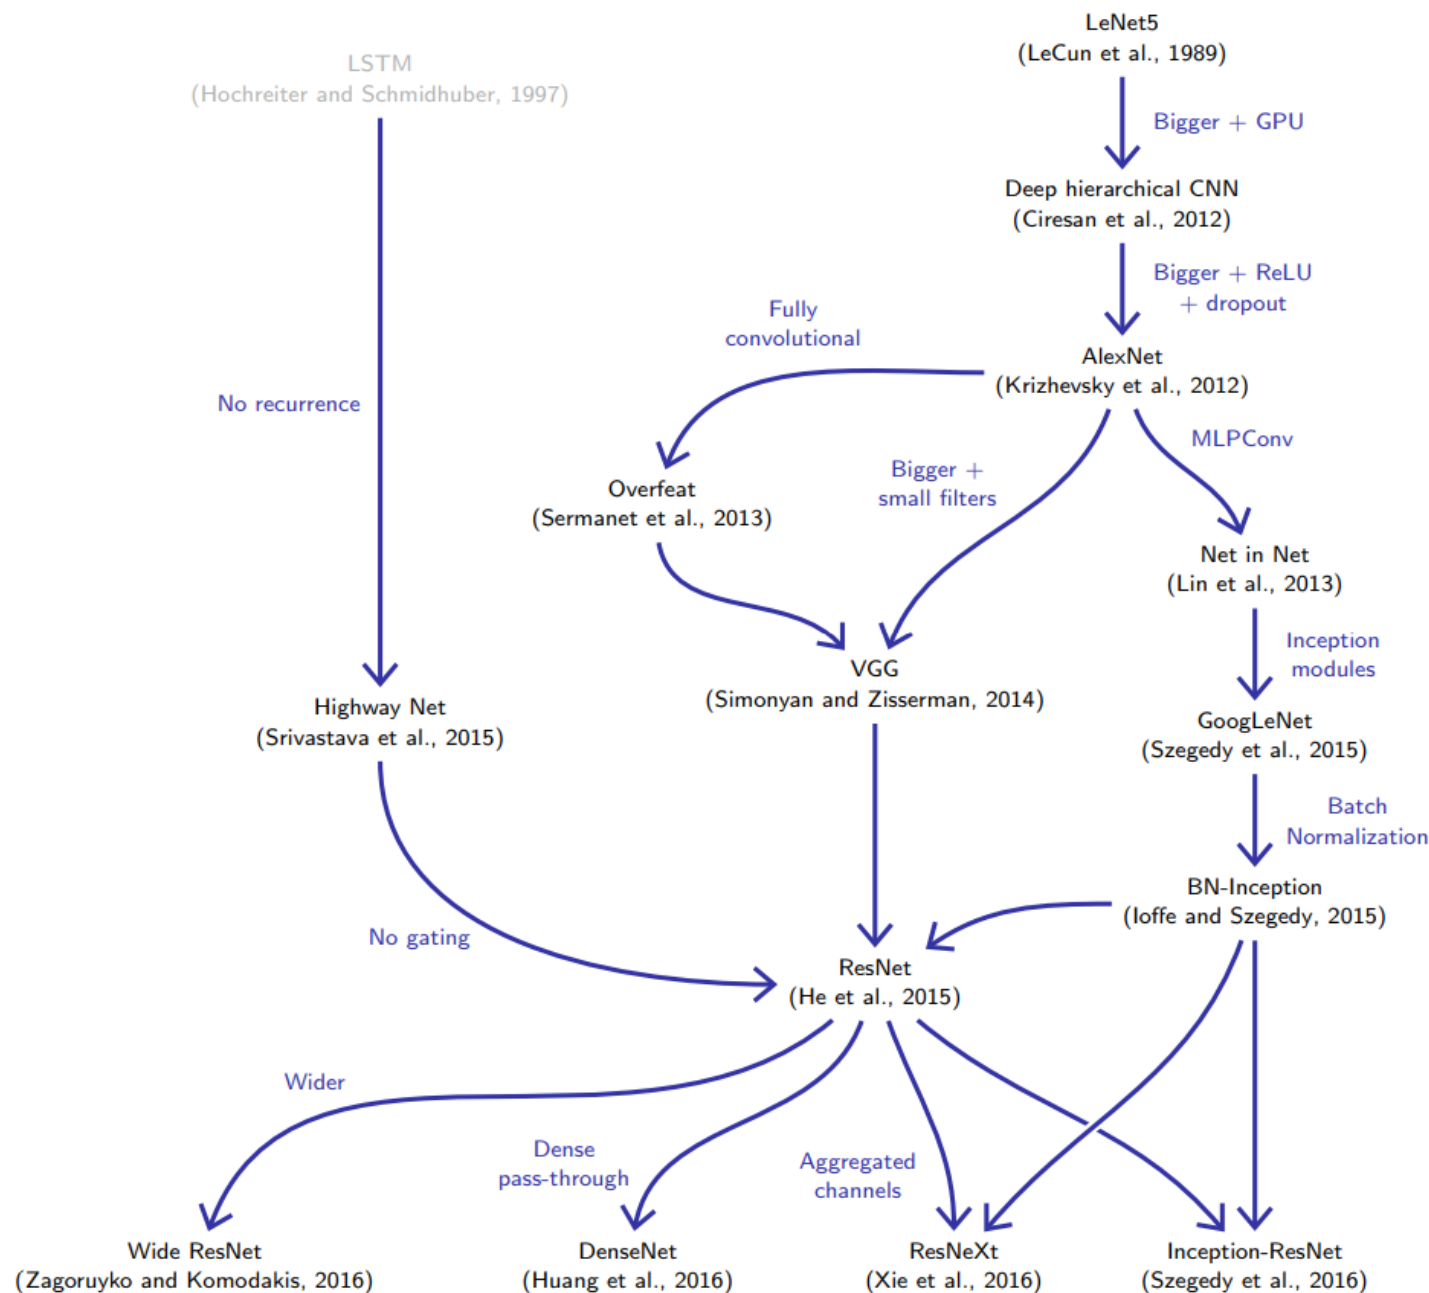 LeNet5
(LeCun et al., 1989)
LSTM
(Hochreiter and Schmidhuber, 1997)
Bigger + GPU
Deep hierarchical CNN
(Ciresan et al., 2012)
Bigger + ReLU
+ dropout
Fully
convolutional
AlexNet
(Krizhevsky et al., 2012)
No recurrence
MLPConv
Bigger +
small filters
Overfeat
(Sermanet et al., 2013)
Net in Net
(Lin et al., 2013)
Inception
modules
VGG
(Simonyan and Zisserman, 2014)
Highway Net
(Srivastava et al., 2015)
GoogLeNet
(Szegedy et al., 2015)
Batch
Normalization
BN-Inception
(Ioffe and Szegedy, 2015)
No gating
ResNet
(He et al., 2015)
Wider
Dense
pass-through
Aggregated
channels
Wide ResNet
(Zagoruyko and Komodakis, 2016)
DenseNet
(Huang et al., 2016)
ResNeXt
(Xie et al., 2016)
Inception-ResNet
(Szegedy et al., 2016)